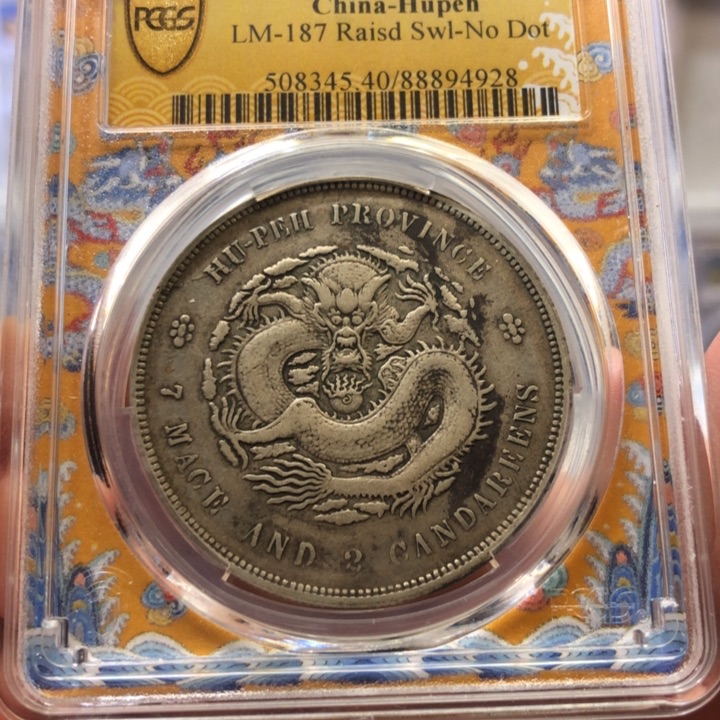 PCGS
China-Hupeh
LM-187 Raisd Swl-No Dot
508345.40/88894928
HU-PEH PROVINCE
7 MACE AND 2 CANDAREENS